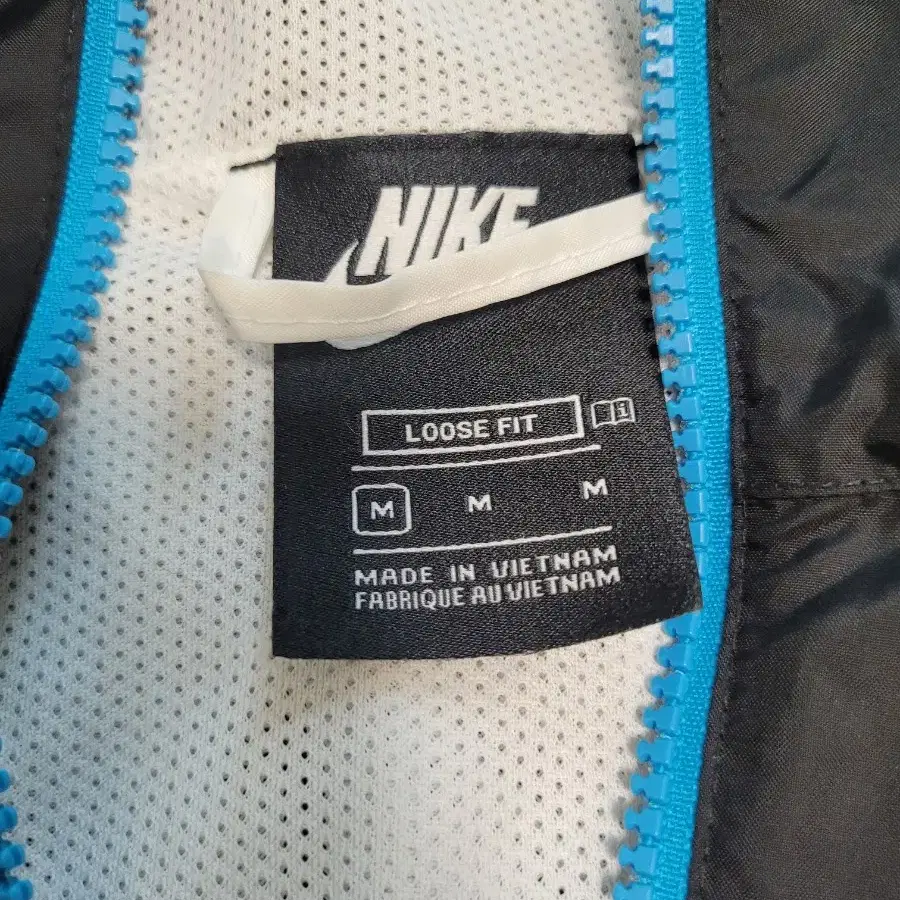 NIKE
LOOSE FIT
M M M
MADE IN VIETNAM
FABRIQUE AU VIETNAM